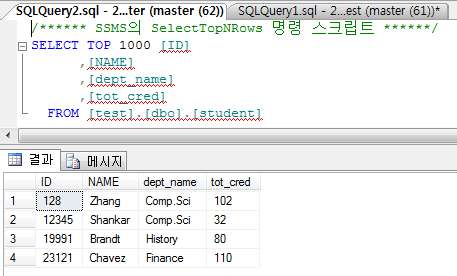 SQLQuery2.sql - 2...ter (master (62)) SQLQuery1.sql - 2...est (master (61))*
/****** SSMS의 SelectTopNRows 명령 스크립트 ******/
SELECT TOP 1000 [ID]
,[NAME]
,[dept_name]
,[tot_cred]
FROM [test].[dbo].[student]
결과 메시지
ID NAME dept_name tot_cred
1 128 Zhang Comp.Sci 102
2 12345 Shankar Comp.Sci 32
3 19991 Brandt History 80
4 23121 Chavez Finance 110